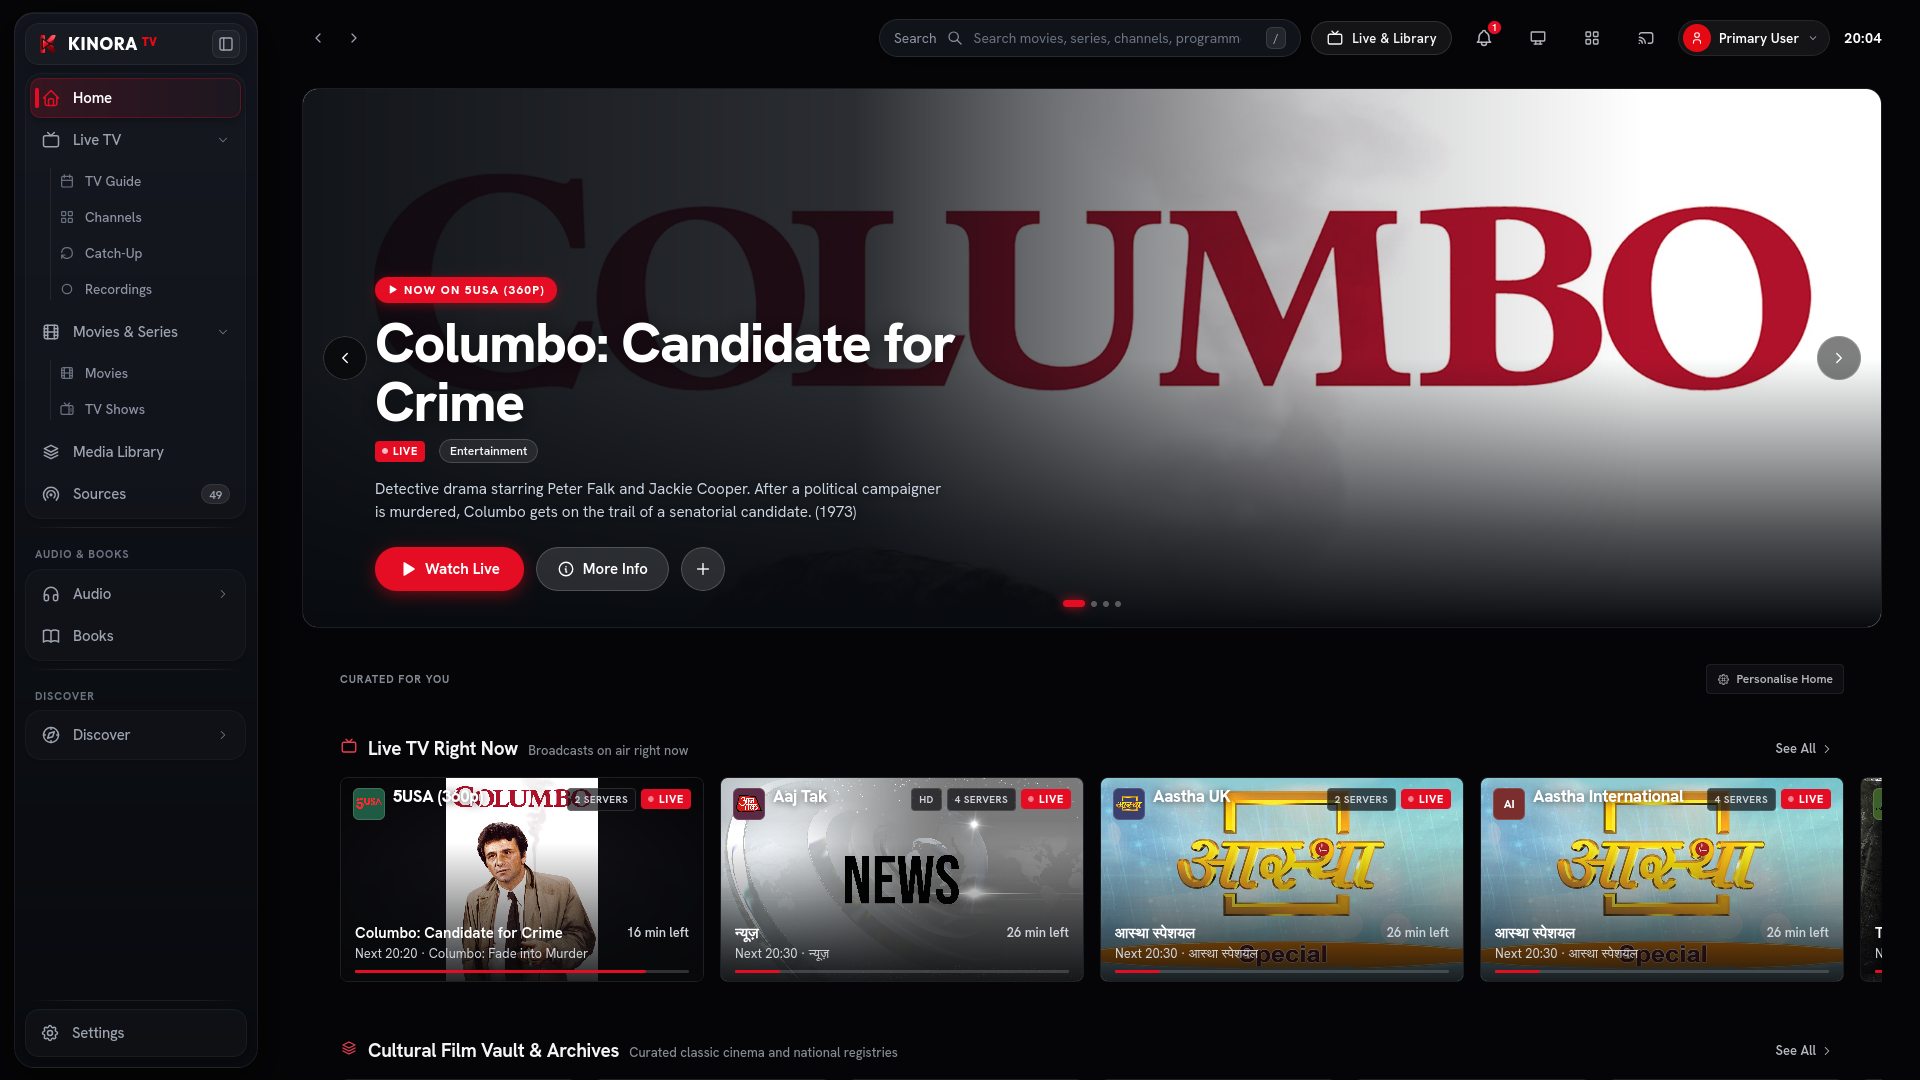 KINORA TV
Search
Search movies, series, channels, programm
/
Live & Library
1
Primary User
20:04
Home
Live TV
TV Guide
Channels
Catch-Up
Recordings
Movies & Series
Movies
TV Shows
Media Library
Sources
49
AUDIO & BOOKS
Audio
Books
DISCOVER
Discover
Settings
COLUMBO
NOW ON 5USA (360P)
Columbo: Candidate for
Crime
LIVE
Entertainment
Detective drama starring Peter Falk and Jackie Cooper. After a political campaigner
is murdered, Columbo gets on the trail of a senatorial candidate. (1973)
Watch Live
More Info
CURATED FOR YOU
Personalise Home
Live TV Right Now
Broadcasts on air right now
See All
5USA
5USA (360p)
COLUMBO
2 SERVERS
LIVE
Columbo: Candidate for Crime
16 min left
Next 20:20 · Columbo: Fade into Murder
Aaj Tak
HD
4 SERVERS
LIVE
NEWS
न्यूज़
26 min left
Next 20:30 · न्यूज़
आस्था
Aastha UK
2 SERVERS
LIVE
आस्था
आस्था स्पेशयल
26 min left
Next 20:30 · आस्था स्पेशयल
Special
AI
Aastha International
4 SERVERS
LIVE
आस्था
आस्था स्पेशयल
26 min left
Next 20:30 · आस्था स्पेशयल
Special
T
N
Cultural Film Vault & Archives
Curated classic cinema and national registries
See All